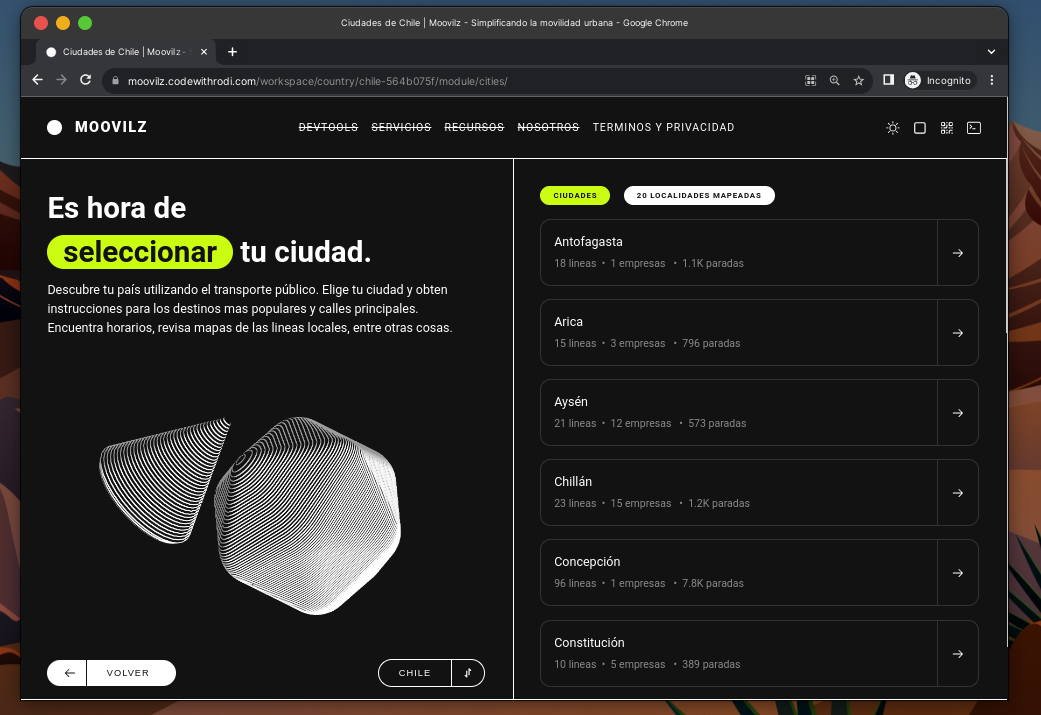 Ciudades de Chile | Moovilz - Simplificando la movilidad urbana - Google Chrome
Ciudades de Chile | Moovilz -
moovilz.codewithrodi.com/workspace/country/chile-564b075f/module/cities/
Incognito
MOOVILZ
DEVTOOLS SERVICIOS RECURSOS NOSOTROS TERMINOS Y PRIVACIDAD
Es hora de
seleccionar tu ciudad.
Descubre tu país utilizando el transporte público. Elige tu ciudad y obten
instrucciones para los destinos mas populares y calles principales.
Encuentra horarios, revisa mapas de las lineas locales, entre otras cosas.
VOLVER
CHILE
CIUDADES
20 LOCALIDADES MAPEADAS
Antofagasta
18 lineas • 1 empresas • 1.1K paradas
Arica
15 lineas • 3 empresas • 796 paradas
Aysén
21 lineas • 12 empresas • 573 paradas
Chillán
23 lineas • 15 empresas • 1.2K paradas
Concepción
96 lineas • 1 empresas • 7.8K paradas
Constitución
10 lineas • 5 empresas • 389 paradas